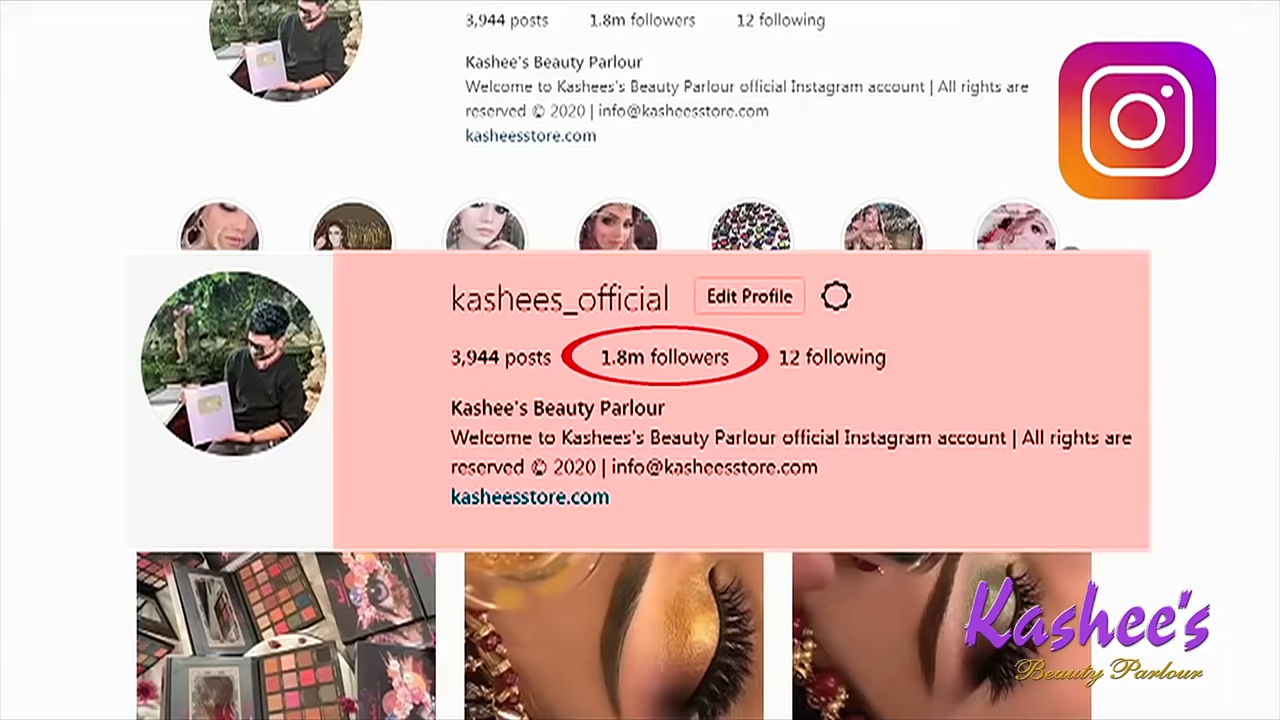 3,944 posts 1.8m followers 12 following
Kashee's Beauty Parlour
Welcome to Kashees's Beauty Parlour official Instagram account | All rights are
reserved © 2020 | info@kasheesstore.com
kasheesstore.com
kashees_official Edit Profile
3,944 posts 1.8m followers 12 following
Kashee's Beauty Parlour
Welcome to Kashees's Beauty Parlour official Instagram account | All rights are
reserved © 2020 | info@kasheesstore.com
kasheesstore.com
Kashee's
Beauty Parlour